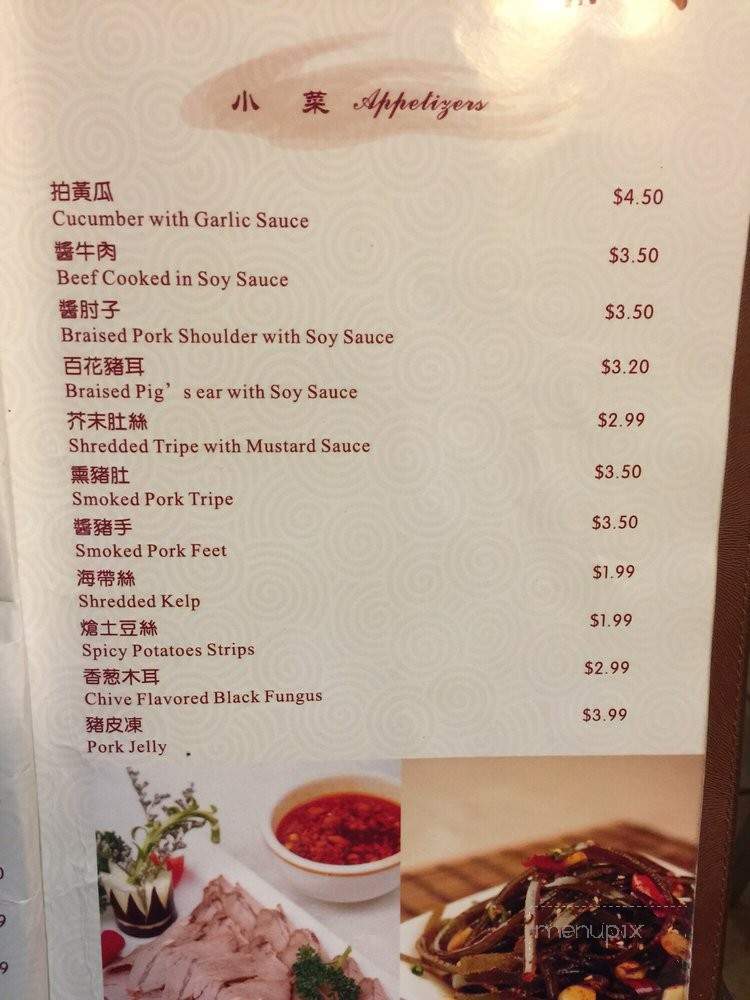 小 菜 Appetizers
拍黃瓜 $4.50
Cucumber with Garlic Sauce
醬牛肉 $3.50
Beef Cooked in Soy Sauce
醬肘子 $3.50
Braised Pork Shoulder with Soy Sauce
百花豬耳 $3.20
Braised Pig’s ear with Soy Sauce
芥末肚絲 $2.99
Shredded Tripe with Mustard Sauce
熏豬肚 $3.50
Smoked Pork Tripe
醬豬手 $3.50
Smoked Pork Feet
海帶絲 $1.99
Shredded Kelp
熗土豆絲 $1.99
Spicy Potatoes Strips
香葱木耳 $2.99
Chive Flavored Black Fungus
豬皮凍 $3.99
Pork Jelly
0
9
9
menupix